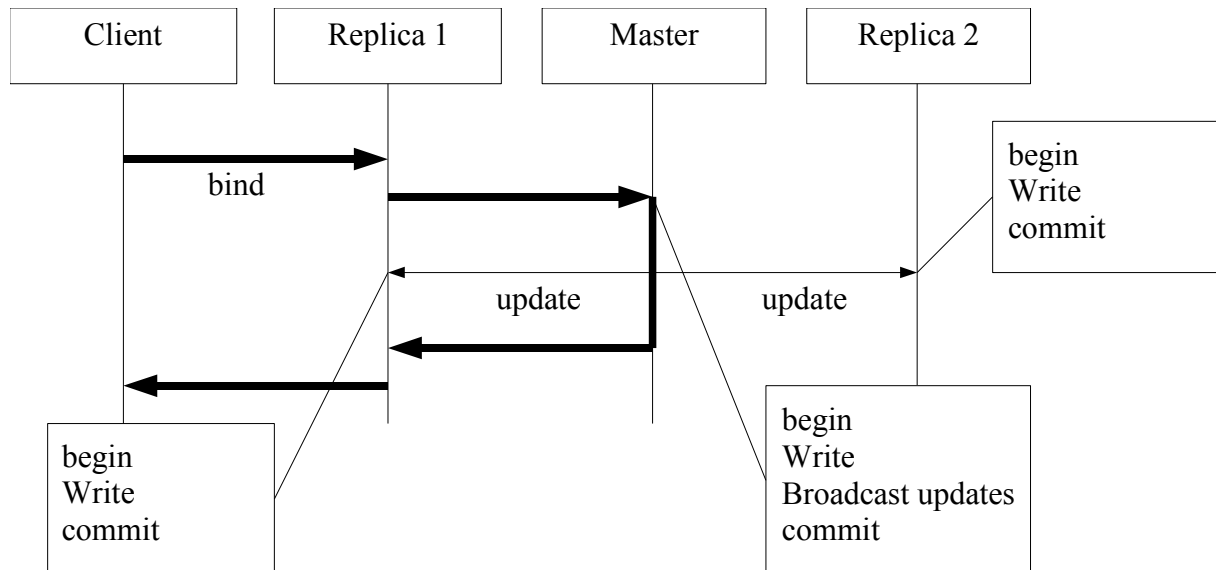 Client
Replica 1
Master
Replica 2
bind
begin
Write
commit
update
update
begin
Write
commit
begin
Write
Broadcast updates
commit